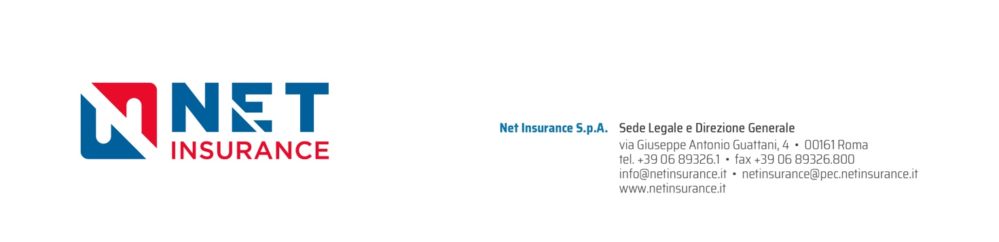 NET
INSURANCE
Net Insurance S.p.A. Sede Legale e Direzione Generale
via Giuseppe Antonio Guattani, 4 • 00161 Roma
tel. +39 06 89326.1 • fax +39 06 89326.800
info@netinsurance.it • netinsurance@pec.netinsurance.it
www.netinsurance.it